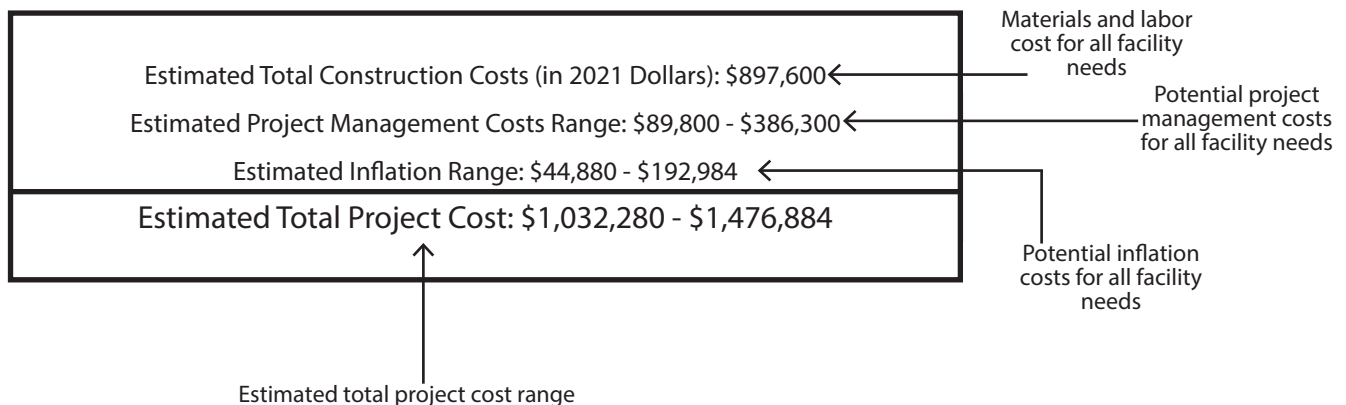 Materials and labor
cost for all facility
needs
Estimated Total Construction Costs (in 2021 Dollars): $897,600
Potential project
management costs
for all facility needs
Estimated Project Management Costs Range: $89,800 - $386,300
Estimated Inflation Range: $44,880 - $192,984
Estimated Total Project Cost: $1,032,280 - $1,476,884
Potential inflation
costs for all facility
needs
Estimated total project cost range